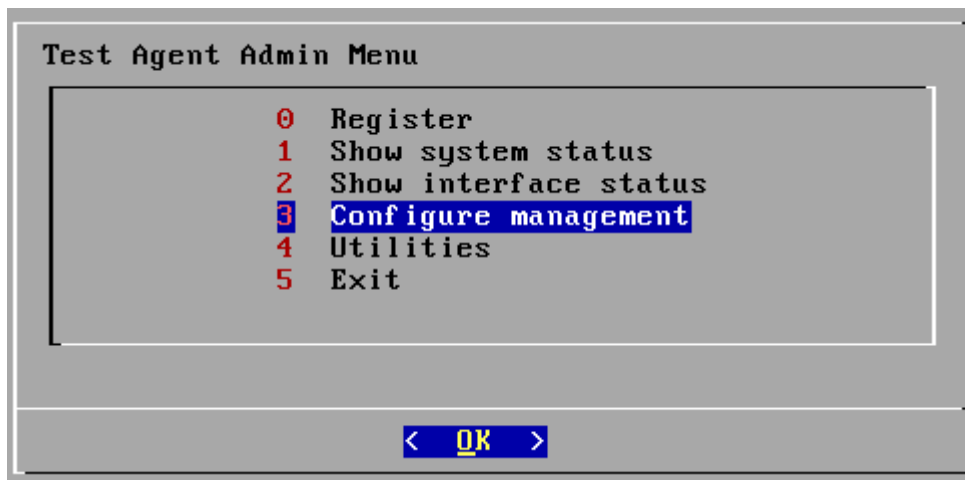 Test Agent Admin Menu
0 Register
1 Show system status
2 Show interface status
3 Configure management
4 Utilities
5 Exit
< OK >